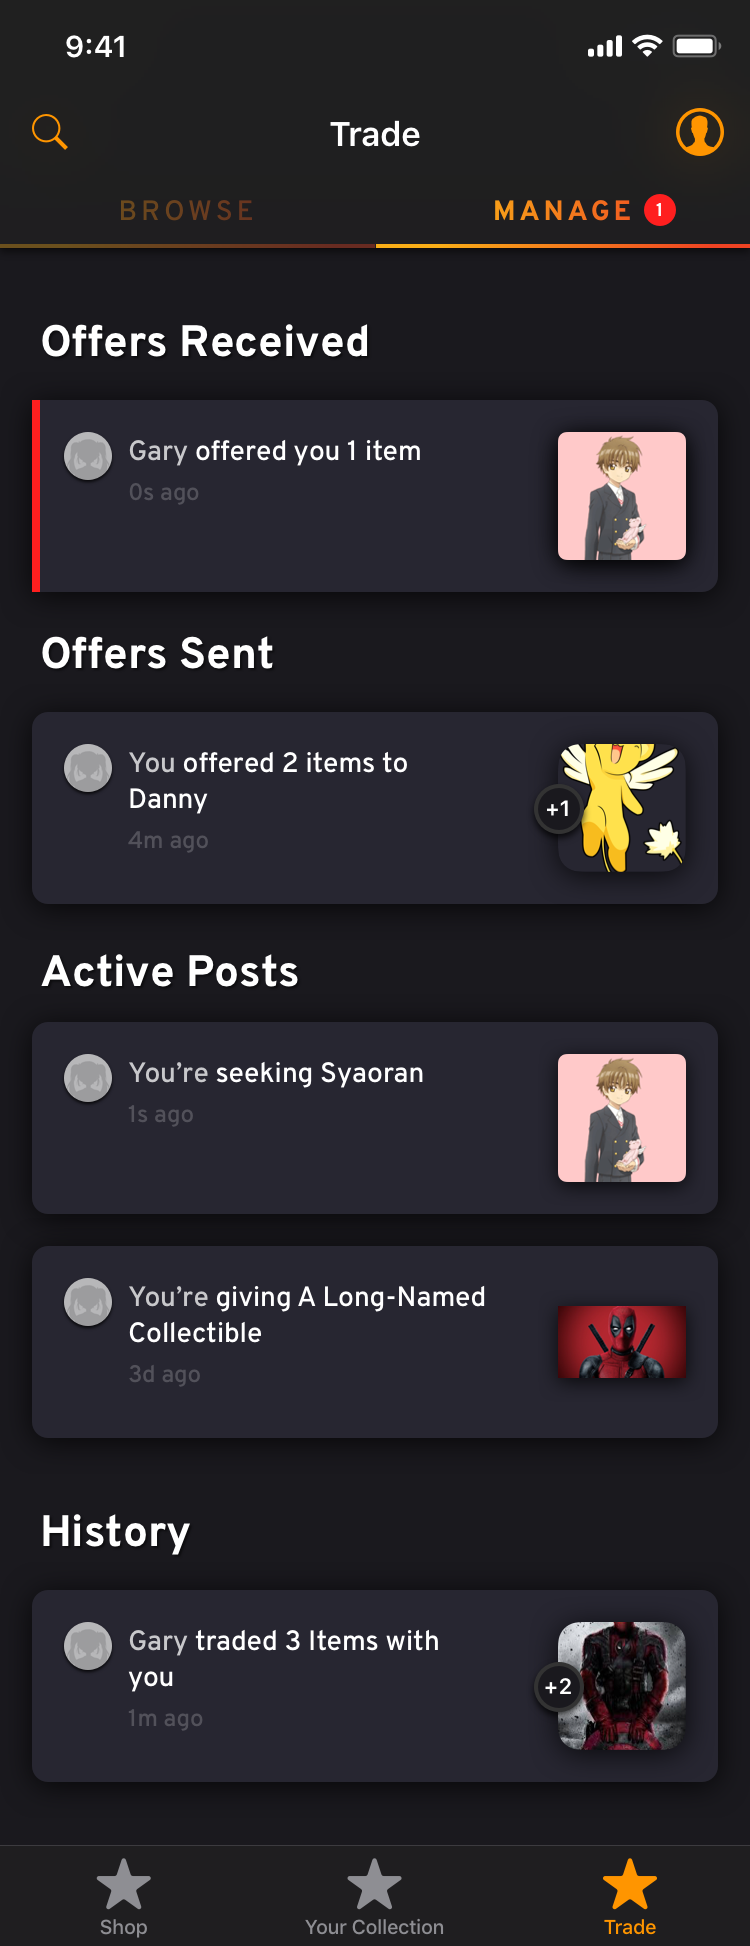 9:41
Trade
BROWSE
MANAGE 1
Offers Received
Gary offered you 1 item
0s ago
Offers Sent
You offered 2 items to
Danny
4m ago
+1
Active Posts
You’re seeking Syaoran
1s ago
You’re giving A Long-Named
Collectible
3d ago
History
Gary traded 3 Items with
you
1m ago
+2
Shop
Your Collection
Trade